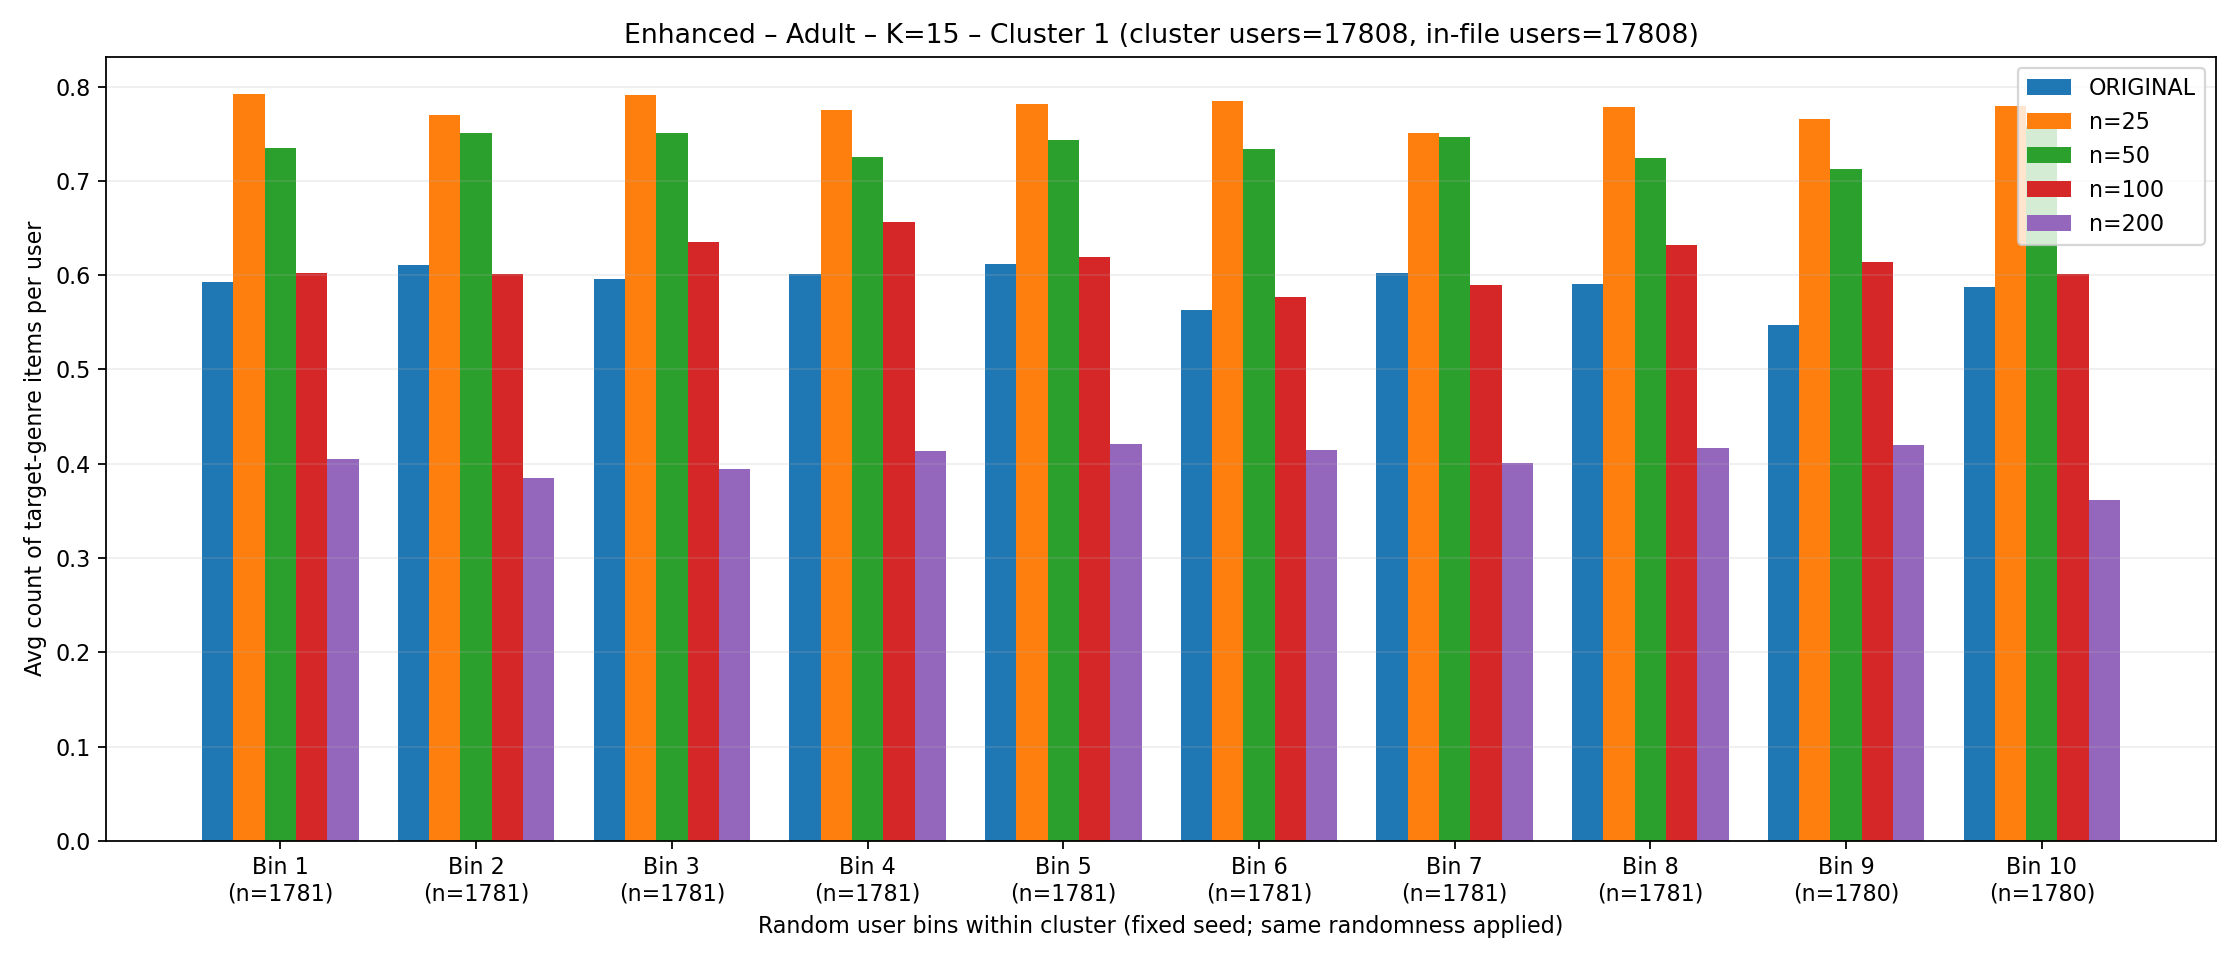 Enhanced – Adult – K=15 – Cluster 1 (cluster users=17808, in-file users=17808)
Avg count of target-genre items per user
0.8
0.7
0.6
0.5
0.4
0.3
0.2
0.1
0.0
ORIGINAL
n=25
n=50
n=100
n=200
Bin 1 Bin 2 Bin 3 Bin 4 Bin 5 Bin 6 Bin 7 Bin 8 Bin 9 Bin 10
(n=1781) (n=1781) (n=1781) (n=1781) (n=1781) (n=1781) (n=1781) (n=1781) (n=1780) (n=1780)
Random user bins within cluster (fixed seed; same randomness applied)